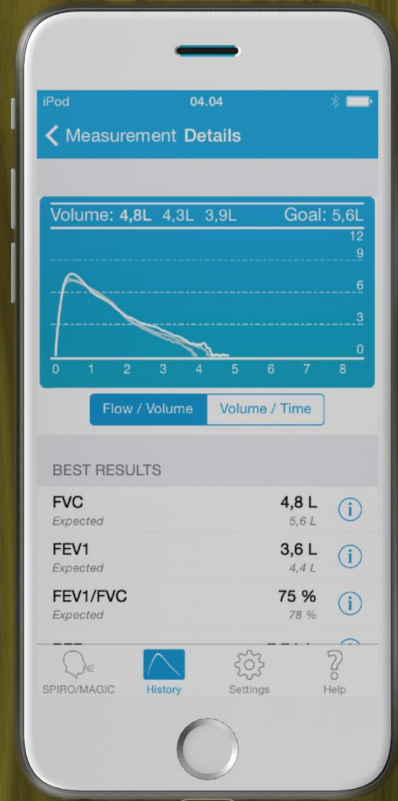 iPod 04.04
Measurement Details
Volume: 4,8L 4,3L 3,9L Goal: 5,6L
12
9
6
3
0
0 1 2 3 4 5 6 7 8
Flow / Volume Volume / Time
BEST RESULTS
FVC 4,8 L
Expected 5,6 L
FEV1 3,6 L
Expected 4,4 L
FEV1/FVC 75 %
Expected 78 %
SPIRO/MAGIC History Settings Help